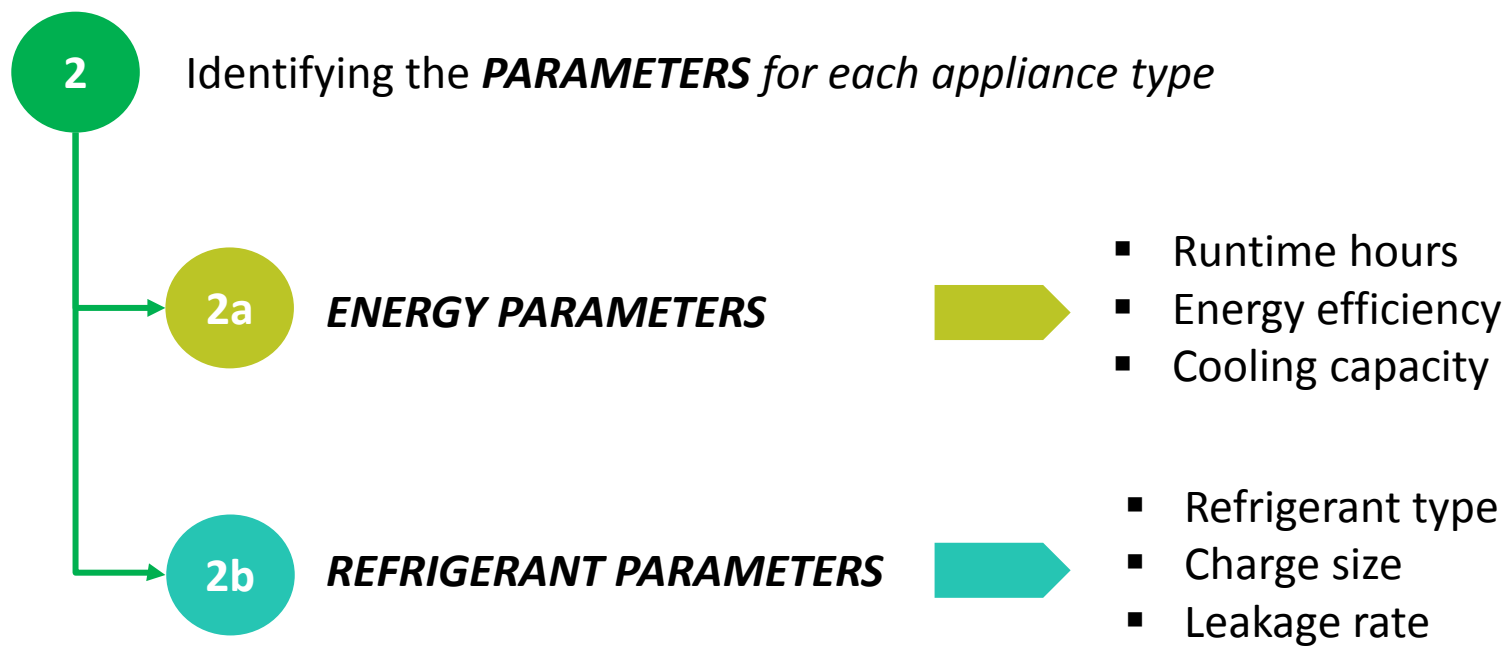 2 Identifying the PARAMETERS for each appliance type
2a ENERGY PARAMETERS
▪ Runtime hours
▪ Energy efficiency
▪ Cooling capacity
2b REFRIGERANT PARAMETERS
▪ Refrigerant type
▪ Charge size
▪ Leakage rate